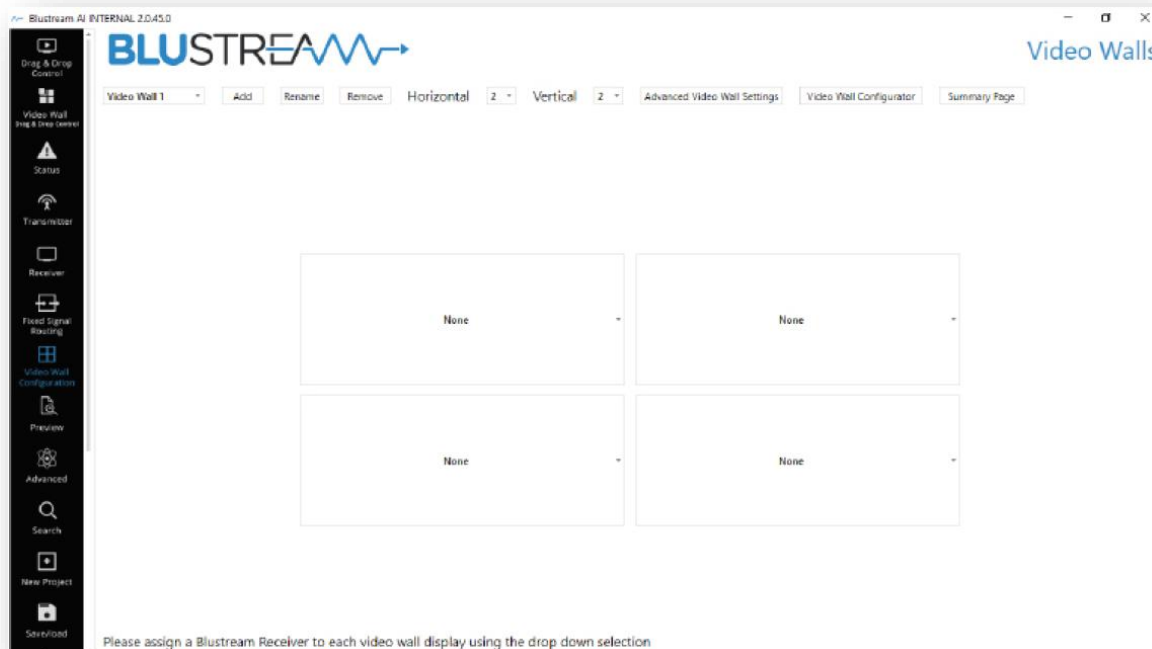 Blustream AI INTERNAL 2.0.45.0
BLUSTREAM
Video Walls
Drag & Drop
Control
Video Wall
Drag & Drop Control
Status
Transmitter
Receiver
Fixed Signal
Routing
Video Wall
Configuration
Preview
Advanced
Search
New Project
Save/load
Video Wall 1 Add Rename Remove Horizontal 2 Vertical 2 Advanced Video Wall Settings Video Wall Configurator Summary Page
None None
None None
Please assign a Blustream Receiver to each video wall display using the drop down selection